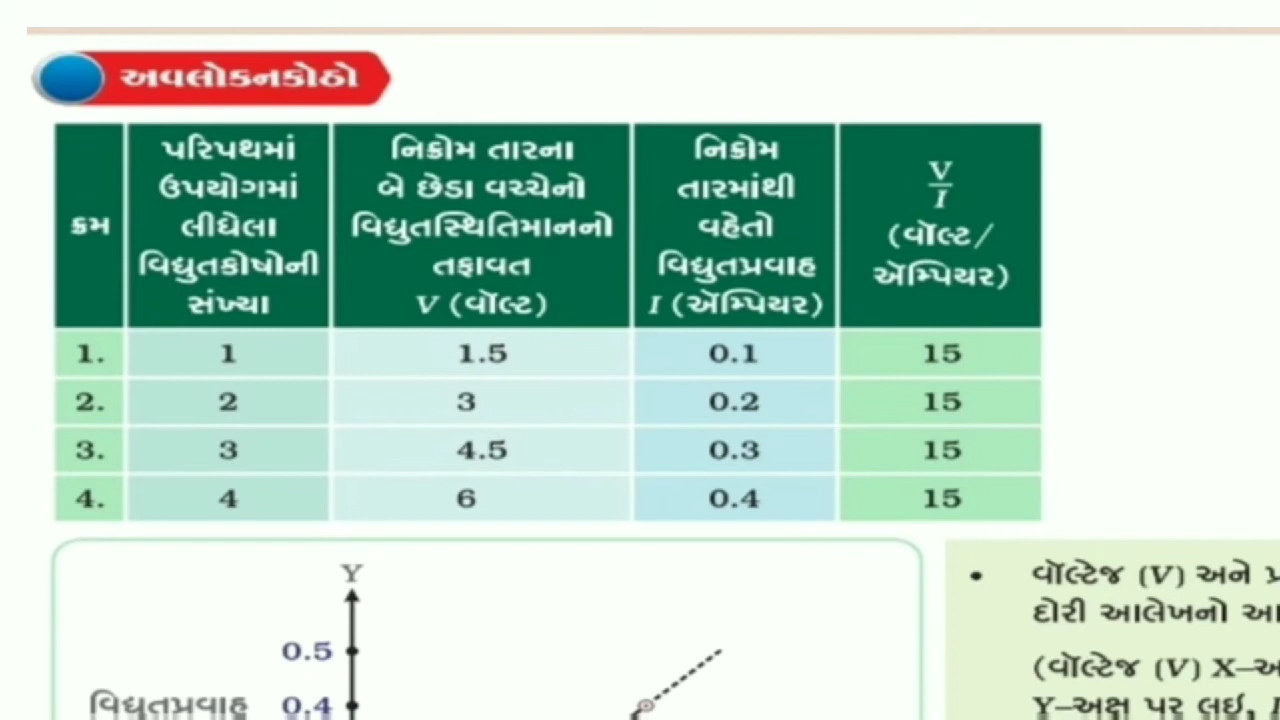 અવલોકનકોઠો
ક્રમ
પરિપથમાં
ઉપયોગમાં
લીધેલા
વિદ્યુતકોષોની
સંખ્યા
નિક્રોમ તારના
બે છેડા વચ્ચેનો
વિદ્યુતસ્થિતિમાનનો
તફાવત
V (વૉલ્ટ)
નિક્રોમ
તારમાંથી
વહેતો
વિદ્યુતપ્રવાહ
I (ઍમ્પિયર)
V
I
(વૉલ્ટ/
ઍમ્પિયર)
1. 1 1.5 0.1 15
2. 2 3 0.2 15
3. 3 4.5 0.3 15
4. 4 6 0.4 15
Y
0.5
વિદ્યુતપ્રવાહ 0.4
• વૉલ્ટેજ (V) અને
દોરી આલેખનો
(વૉલ્ટેજ (V) X–
Y–અક્ષ પર લઇ,